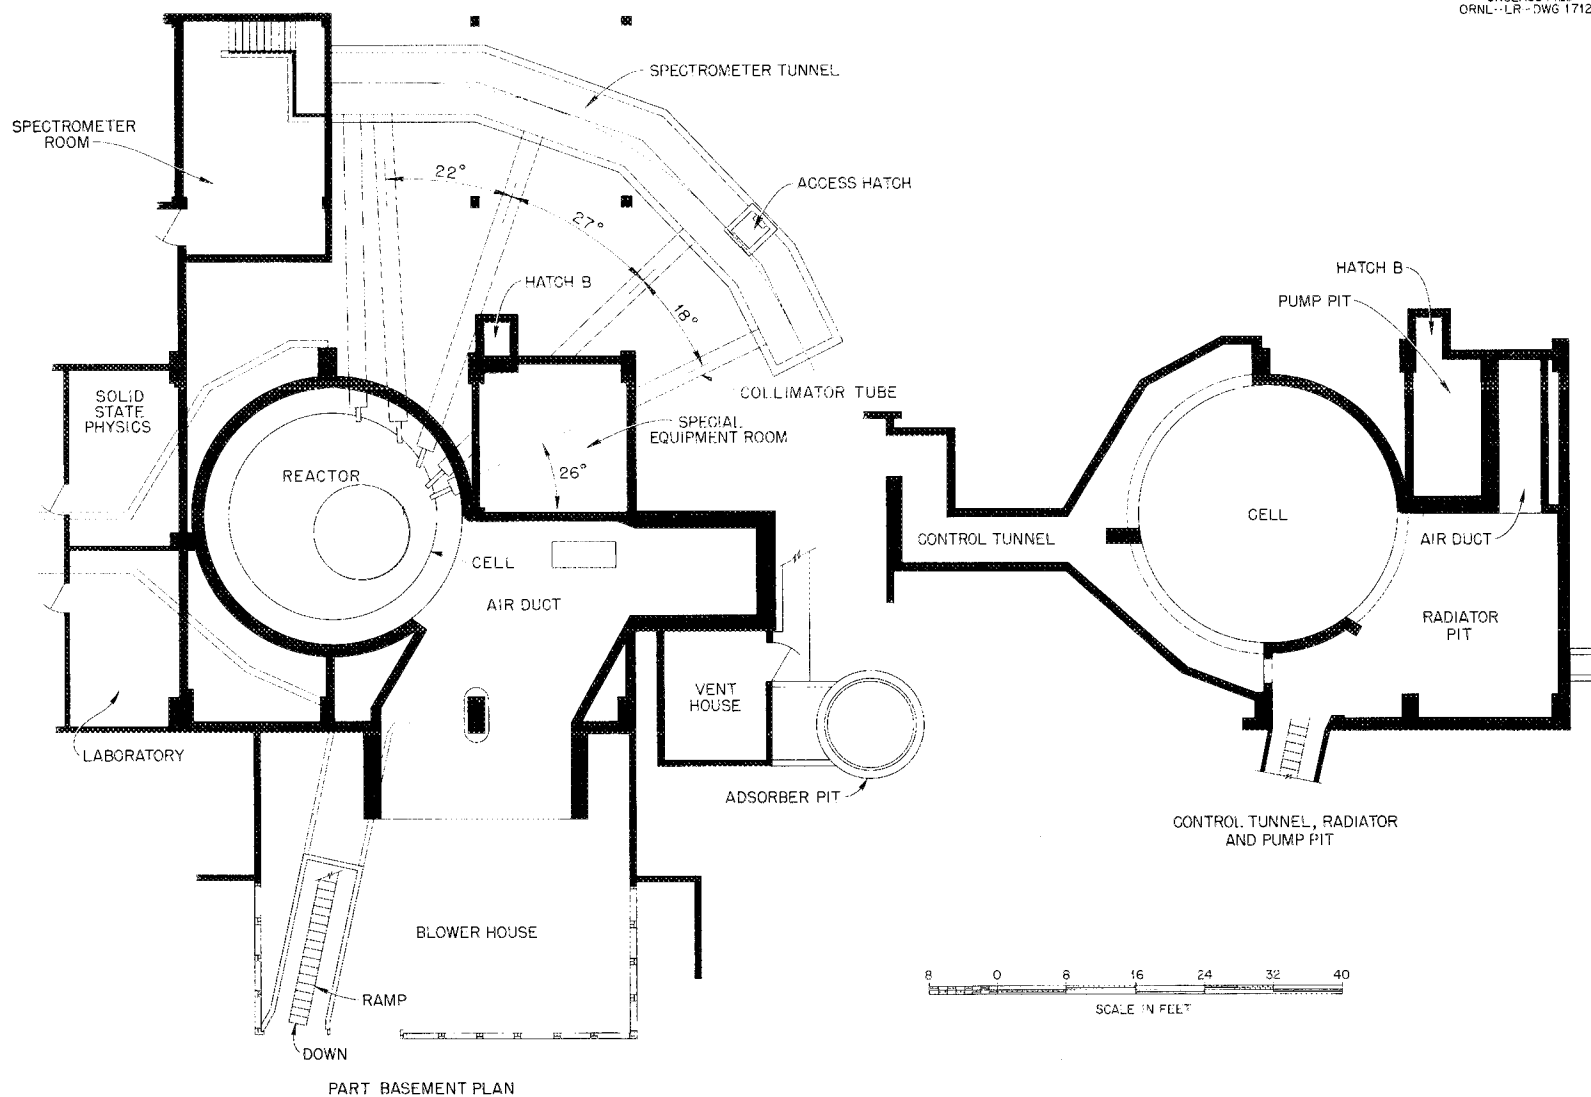 ORNL-LR-DWG 1712
SPECTROMETER TUNNEL
SPECTROMETER
ROOM
22°
ACCESS HATCH
27°
HATCH B
18°
HATCH B
PUMP PIT
COLLIMATOR TUBE
SOLID
STATE
PHYSICS
SPECIAL
EQUIPMENT ROOM
REACTOR
26°
CELL
CONTROL TUNNEL
AIR DUCT
CELL
AIR DUCT
RADIATOR
PIT
VENT
HOUSE
LABORATORY
ADSORBER PIT
CONTROL TUNNEL, RADIATOR
AND PUMP PIT
BLOWER HOUSE
8 0 8 16 24 32 40
SCALE IN FEET
RAMP
DOWN
PART BASEMENT PLAN